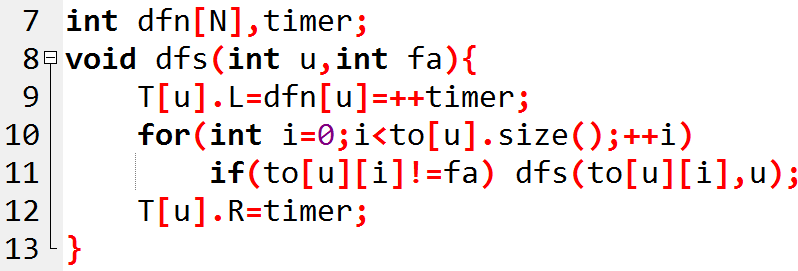 7 int dfn[N],timer;
8 void dfs(int u,int fa){
9     T[u].L=dfn[u]=++timer;
10     for(int i=0;i<to[u].size();++i)
11         if(to[u][i]!=fa) dfs(to[u][i],u);
12     T[u].R=timer;
13 }